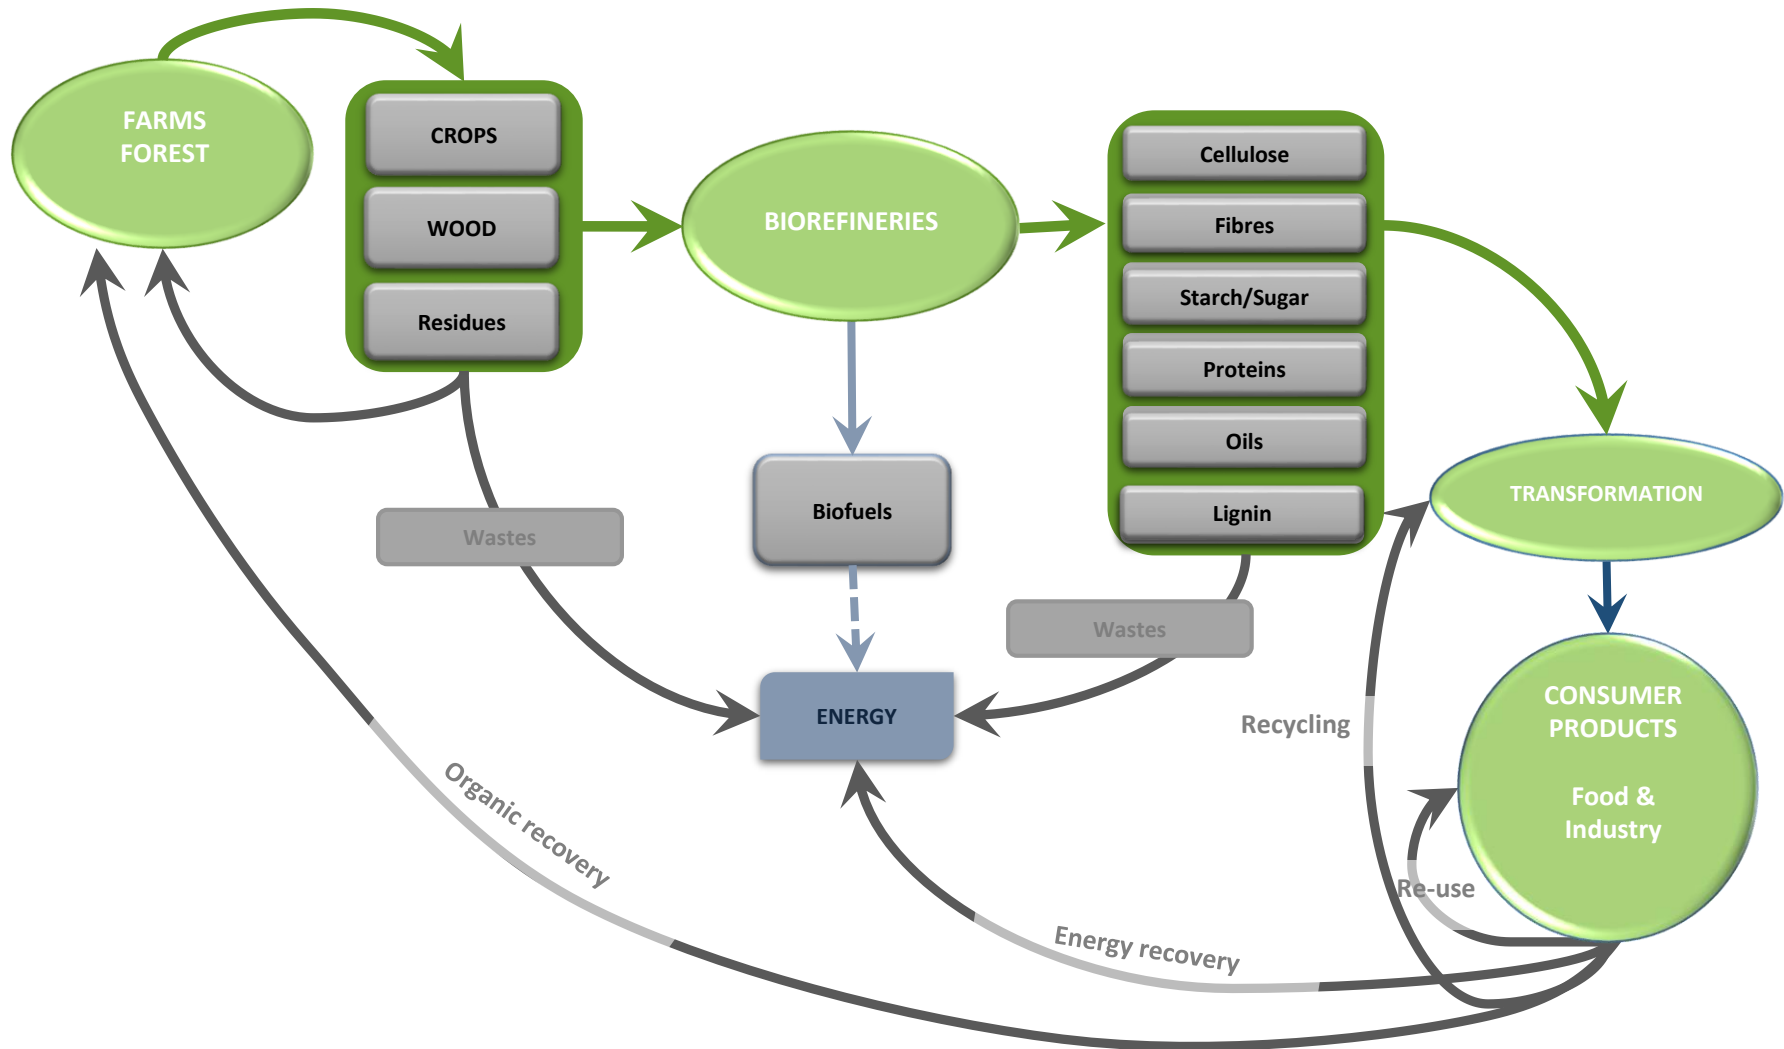 FARMS
FOREST
CROPS
WOOD
Residues
BIOREFINERIES
Cellulose
Fibres
Starch/Sugar
Proteins
Oils
Lignin
TRANSFORMATION
Wastes
Biofuels
Wastes
ENERGY
CONSUMER
PRODUCTS
Food &
Industry
Recycling
Re-use
Organic recovery
Energy recovery